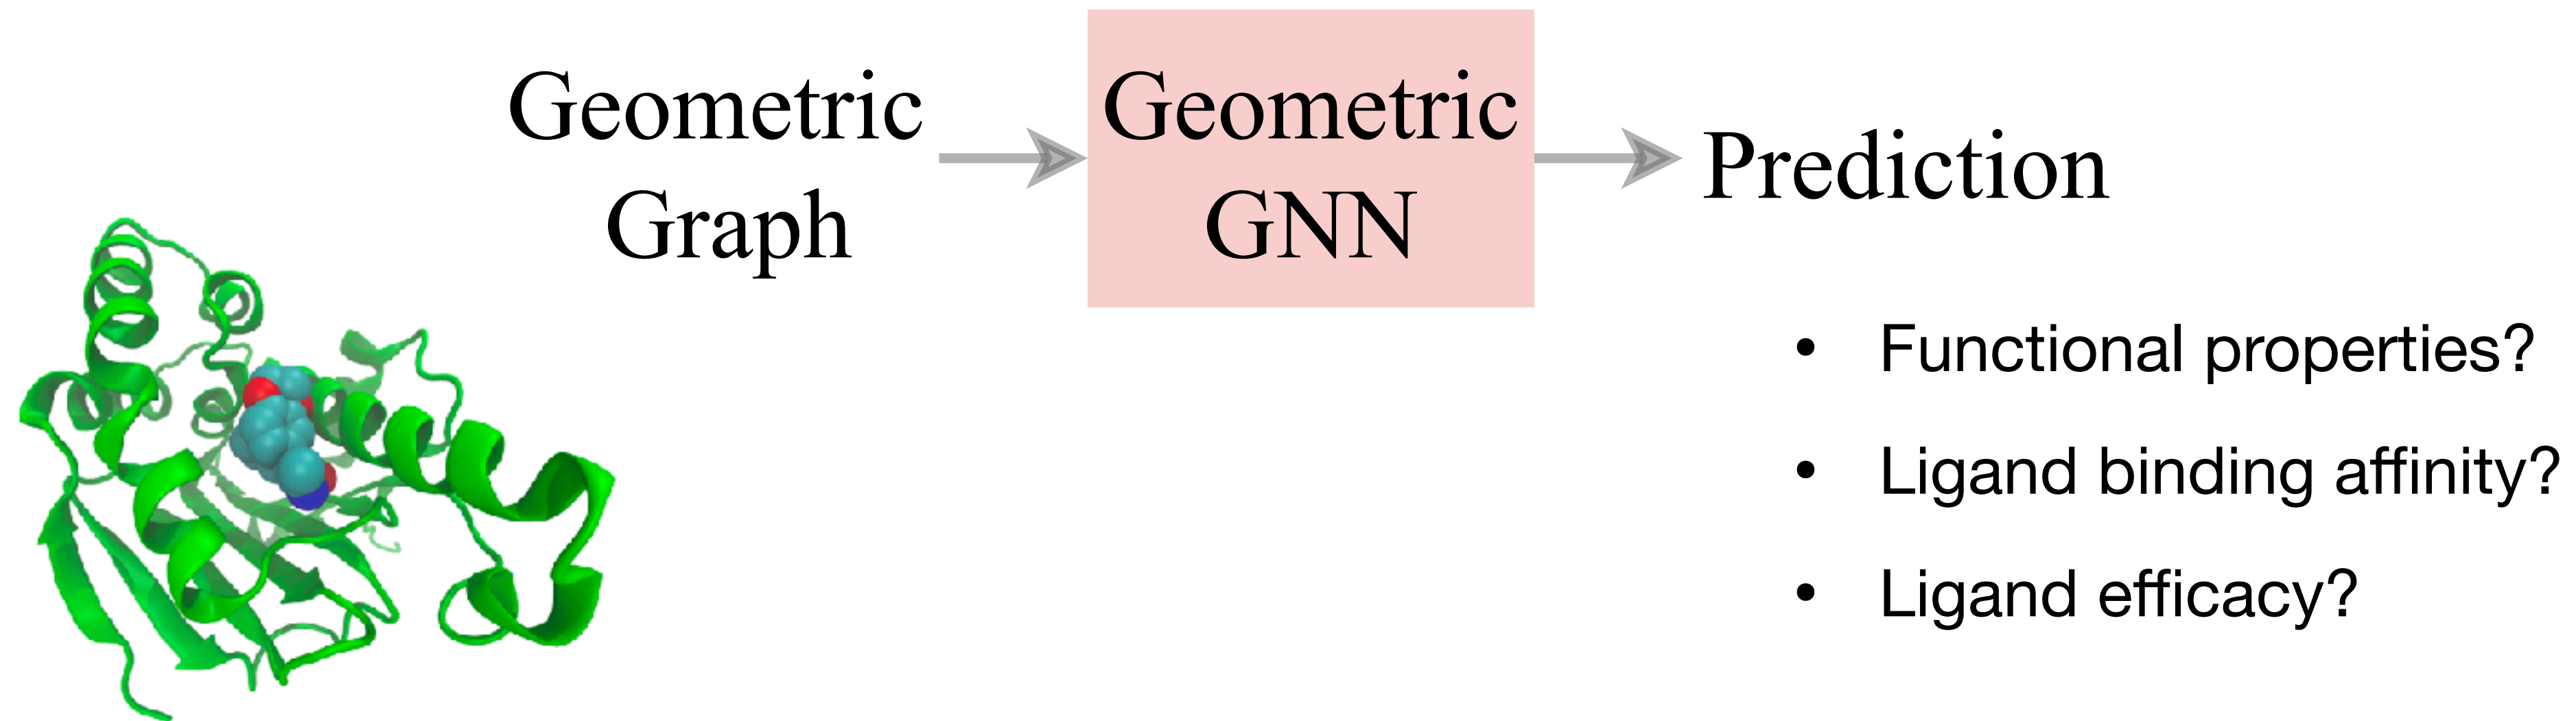 Geometric
Graph
Geometric
GNN
Prediction
• Functional properties?
• Ligand binding affinity?
• Ligand efficacy?